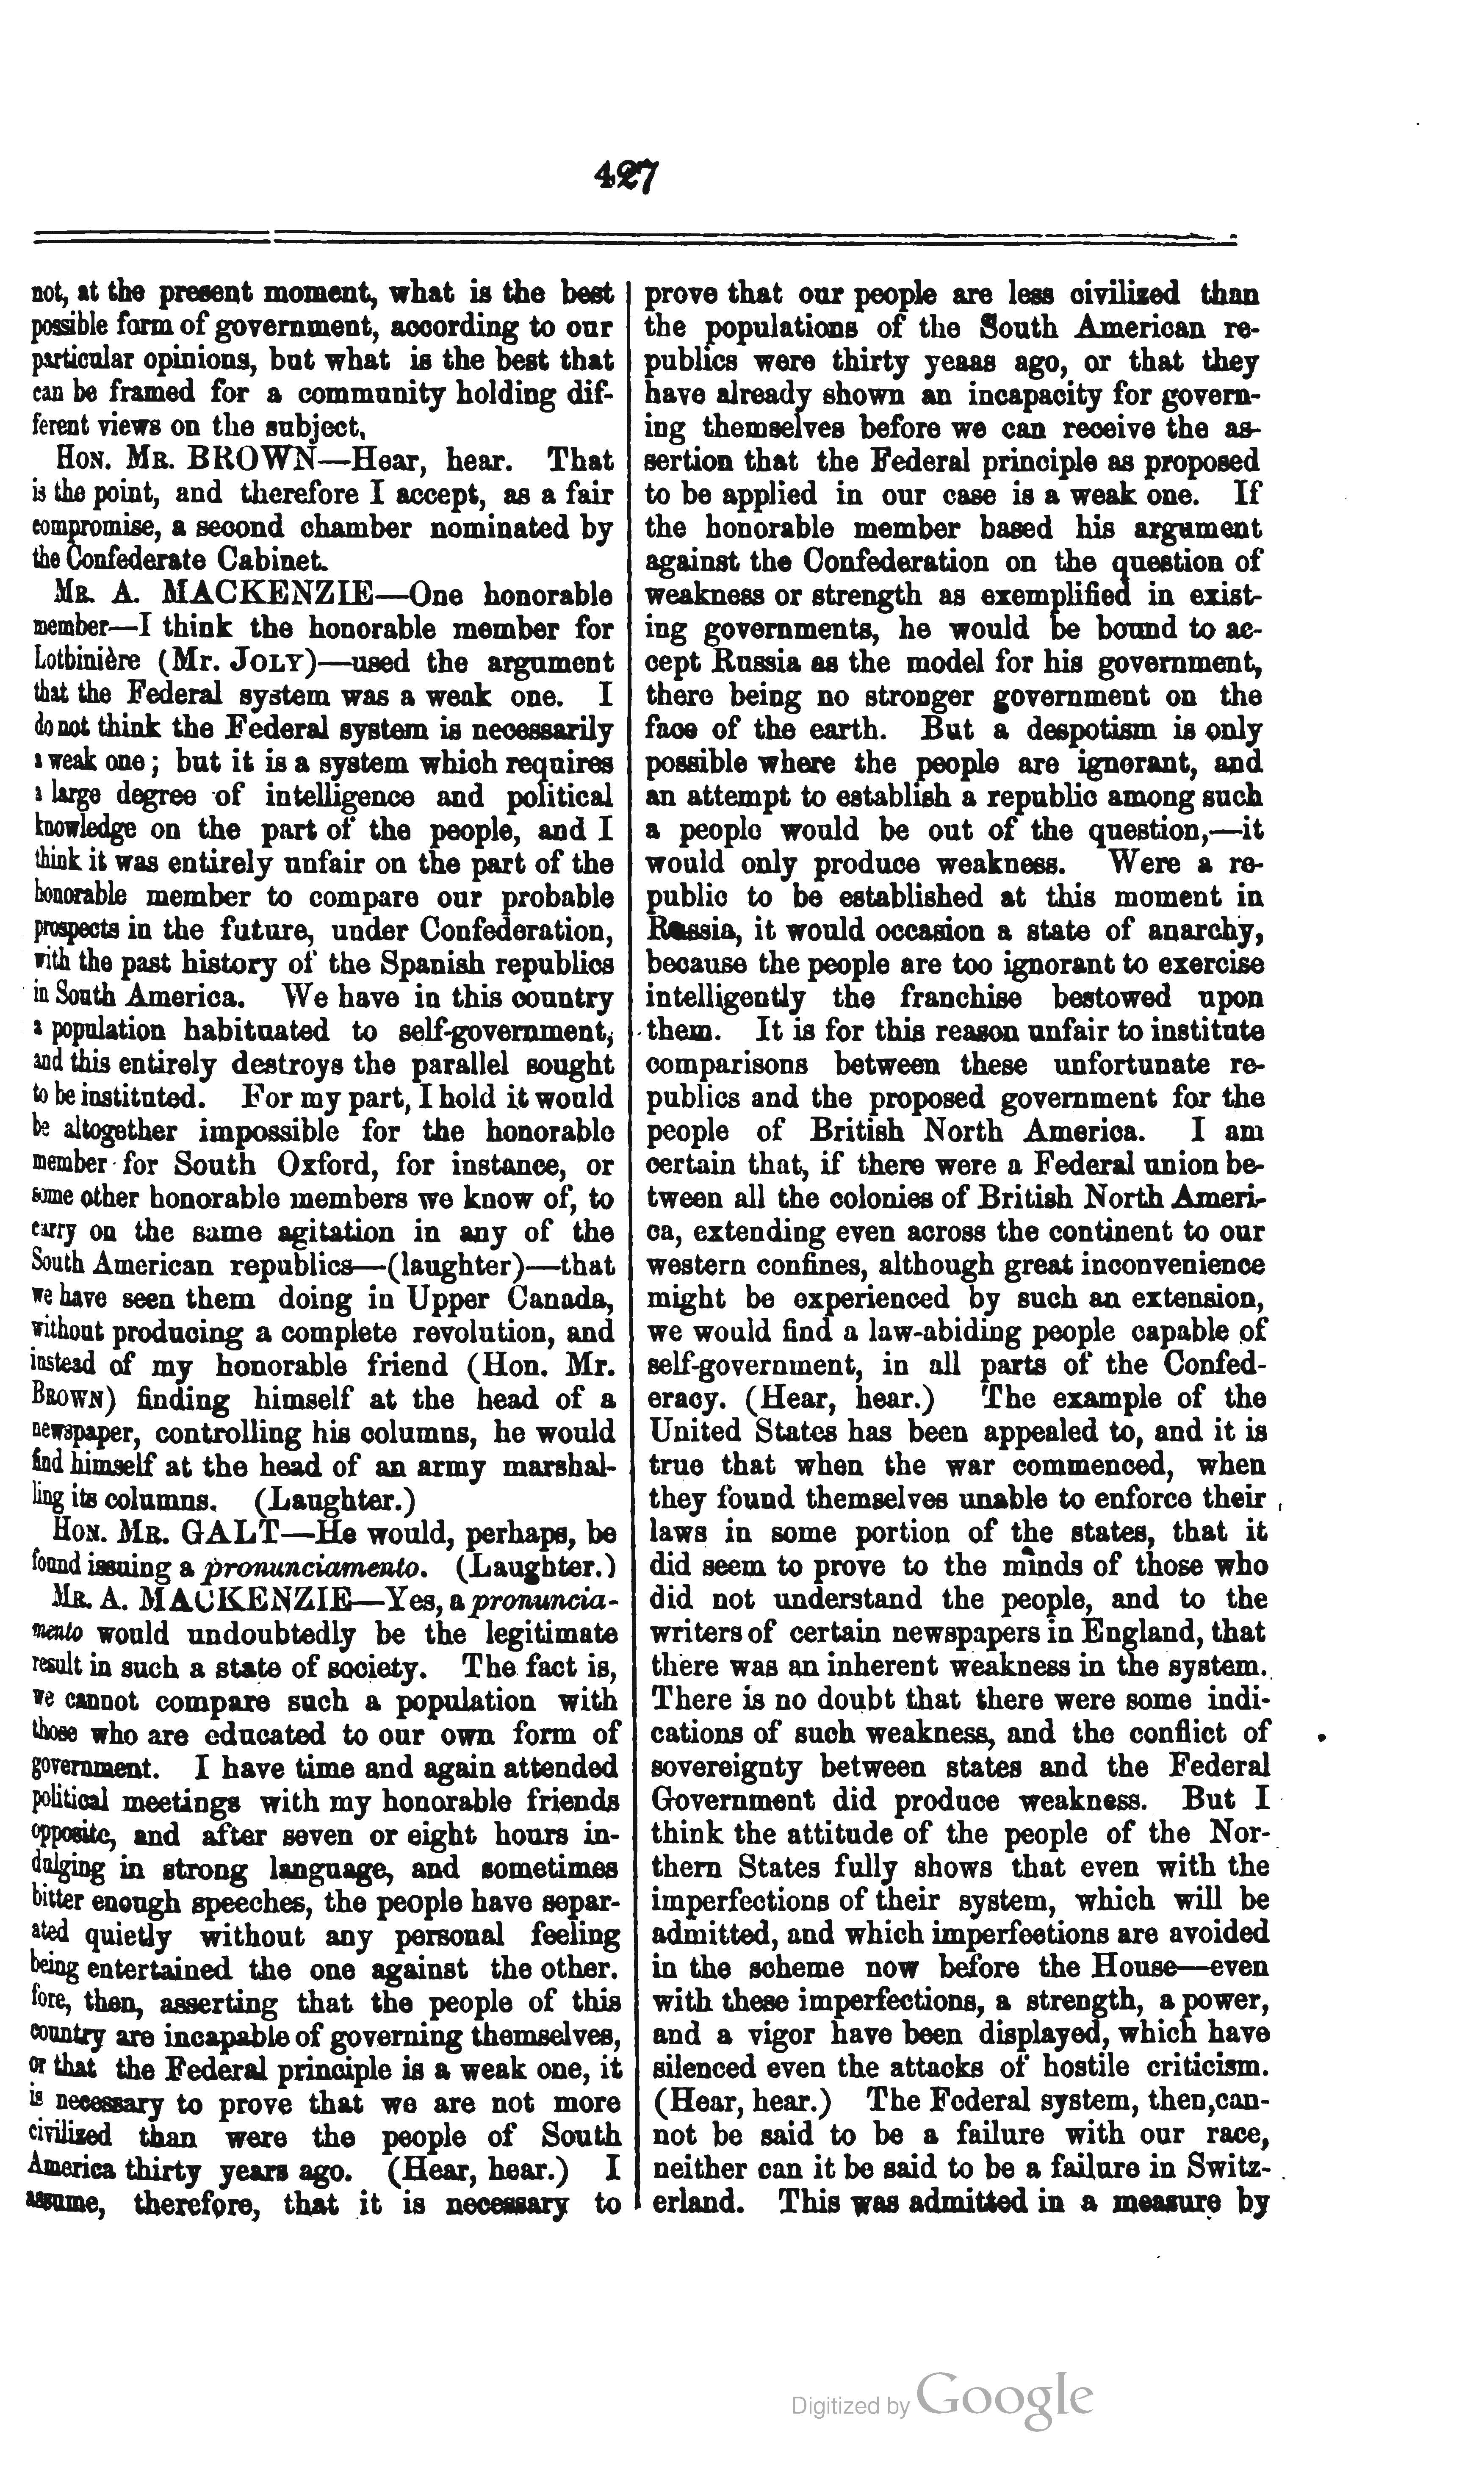 427
not, at the present moment, what is the best
possible form of government, according to our
particular opinions, but what is the best that
can be framed for a community holding dif-
ferent views on the subject.
HON. MR. BROWN—Hear, hear. That
is the point, and therefore I accept, as a fair
compromise, a second chamber nominated by
the Confederate Cabinet.
MR. A. MACKENZIE—One honorable
member—I think the honorable member for
Lotbinière (Mr. JOLY)—used the argument
that the Federal system was a weak one. I
do not think the Federal system is necessarily
a weak one; but it is a system which requires
a large degree of intelligence and political
knowledge on the part of the people, and I
think it was entirely unfair on the part of the
honorable member to compare our probable
prospects in the future, under Confederation,
with the past history of the Spanish republics
in South America. We have in this country
a population habituated to self-government,
and this entirely destroys the parallel sought
to be instituted. For my part, I hold it would
be altogether impossible for the honorable
member for South Oxford, for instance, or
some other honorable members we know of, to
carry on the same agitation in any of the
South American republics—(laughter)—that
we have seen them doing in Upper Canada,
without producing a complete revolution, and
instead of my honorable friend (Hon. Mr.
BROWN) finding himself at the head of a
newspaper, controlling his columns, he would
find himself at the head of an army marshal-
ling its columns. (Laughter.)
HON. MR. GALT—He would, perhaps, be
found issuing a pronunciamento. (Laughter.)
MR. A. MACKENZIE—Yes, a pronuncia-
mento would undoubtedly be the legitimate
result in such a state of society. The fact is,
we cannot compare such a population with
those who are educated to our own form of
government. I have time and again attended
political meetings with my honorable friends
opposite, and after seven or eight hours in-
dulging in strong language, and sometimes
bitter enough speeches, the people have separ-
ated quietly without any personal feeling
being entertained the one against the other.
fore, then, asserting that the people of this
country are incapable of governing themselves,
or that the Federal principle is a weak one, it
is necessary to prove that we are not more
civilized than were the people of South
America thirty years ago. (Hear, hear.) I
assume, therefore, that it is necessary to
prove that our people are less civilized than
the populations of the South American re-
publics were thirty yeaas ago, or that they
have already shown an incapacity for govern-
ing themselves before we can receive the as-
sertion that the Federal principle as proposed
to be applied in our case is a weak one. If
the honorable member based his argument
against the Confederation on the question of
weakness or strength as exemplified in exist-
ing governments, he would be bound to ac-
cept Russia as the model for his government,
there being no stronger government on the
face of the earth. But a despotism is only
possible where the people are ignorant, and
an attempt to establish a republic among such
a people would be out of the question,—it
would only produce weakness. Were a re-
public to be established at this moment in
Russia, it would occasion a state of anarchy,
because the people are too ignorant to exercise
intelligently the franchise bestowed upon
them. It is for this reason unfair to institute
comparisons between these unfortunate re-
publics and the proposed government for the
people of British North America. I am
certain that, if there were a Federal union be-
tween all the colonies of British North Ameri-
ca, extending even across the continent to our
western confines, although great inconvenience
might be experienced by such an extension,
we would find a law-abiding people capable of
self-government, in all parts of the Confed-
eracy. (Hear, hear.) The example of the
United States has been appealed to, and it is
true that when the war commenced, when
they found themselves unable to enforce their
laws in some portion of the states, that it
did seem to prove to the minds of those who
did not understand the people, and to the
writers of certain newspapers in England, that
there was an inherent weakness in the system.
There is no doubt that there were some indi-
cations of such weakness, and the conflict of
sovereignty between states and the Federal
Government did produce weakness. But I
think the attitude of the people of the Nor-
thern States fully shows that even with the
imperfections of their system, which will be
admitted, and which imperfections are avoided
in the scheme now before the House—even
with these imperfections, a strength, a power,
and a vigor have been displayed, which have
silenced even the attacks of hostile criticism.
(Hear, hear.) The Federal system, then,can-
not be said to be a failure with our race,
neither can it be said to be a failure in Switz-
erland. This was admitted in a measure by
Digitized by Google